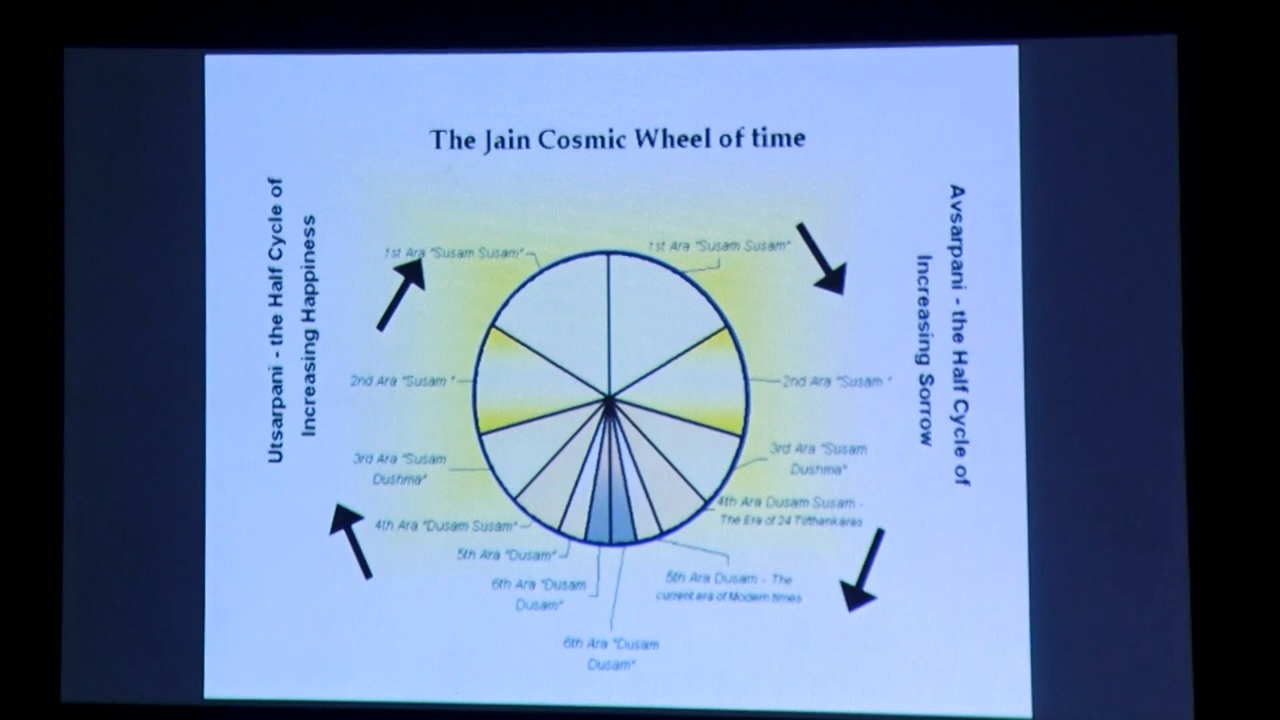 The Jain Cosmic Wheel of time
Utsarpani - the Half Cycle of
Increasing Happiness
Avsarpani - the Half Cycle of
Increasing Sorrow
1st Ara "Susam Susam"
1st Ara "Susam Susam"
2nd Ara "Susam "
2nd Ara "Susam "
3rd Ara "Susam
Dushma"
3rd Ara "Susam
Dushma"
4th Ara "Dusam Susam"
4th Ara Dusam Susam -
The Era of 24 Tirthankaras
5th Ara "Dusam"
5th Ara Dusam - The
current era of Modern times
6th Ara "Dusam
Dusam"
6th Ara "Dusam
Dusam"